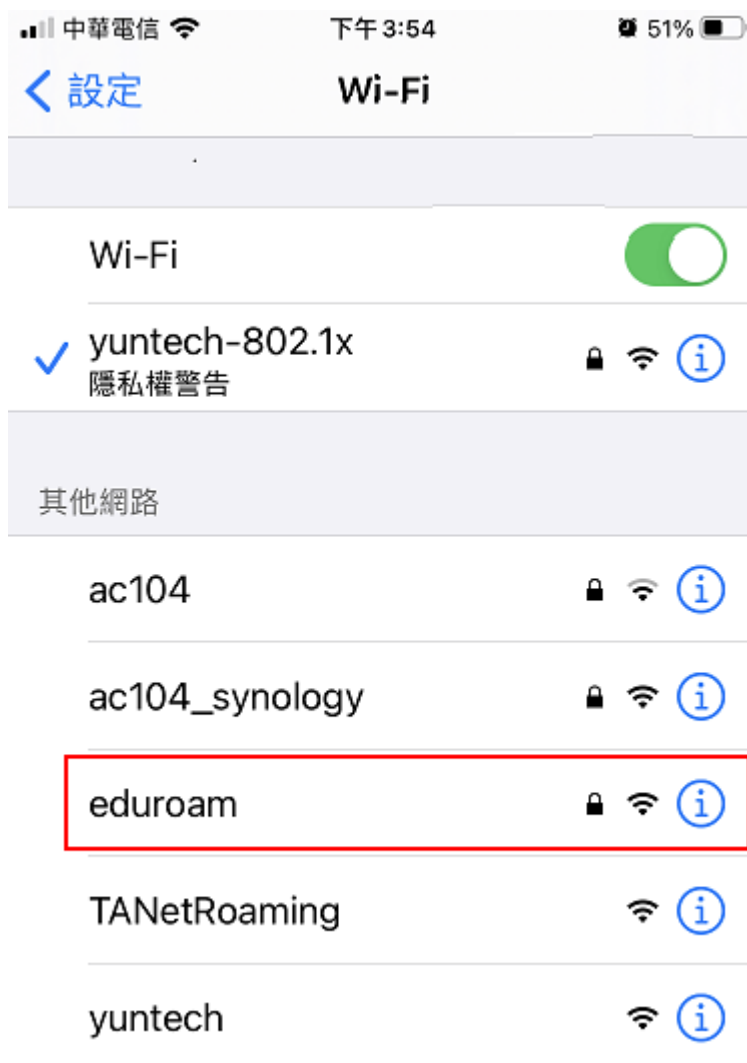 中華電信 下午3:54 51%
設定 Wi-Fi
Wi-Fi
yuntech-802.1x
隱私權警告
其他網路
ac104
ac104_synology
eduroam
TANetRoaming
yuntech